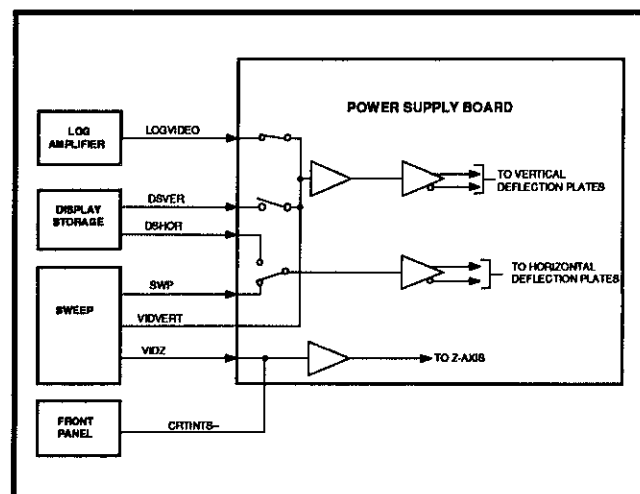 POWER SUPPLY BOARD
LOG
AMPLIFIER
LOGVIDEO
DISPLAY
STORAGE
DSVER
DSHOR
TO VERTICAL
DEFLECTION PLATES
SWEEP
SWP
VIDVERT
VIDZ
TO HORIZONTAL
DEFLECTION PLATES
TO Z-AXIS
FRONT
PANEL
CRTINTS–